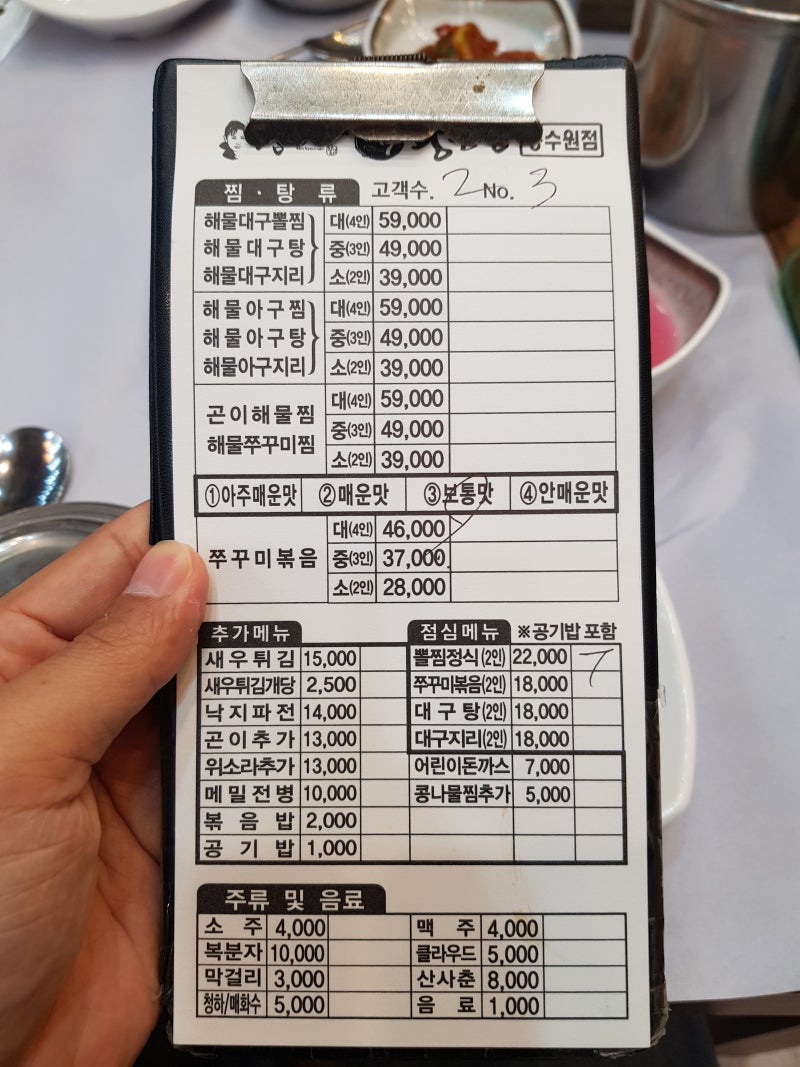 수원점
찜·탕 류 고객수. 2 No. 3
해물대구뽈찜 대(4인) 59,000
해물대구탕 중(3인) 49,000
해물대구지리 소(2인) 39,000
해물아구찜 대(4인) 59,000
해물아구탕 중(3인) 49,000
해물아구지리 소(2인) 39,000
대(4인) 59,000
곤이해물찜
중(3인) 49,000
해물쭈꾸미찜
소(2인) 39,000
①아주매운맛 ②매운맛 ③보통맛 ④안매운맛
대(4인) 46,000
쭈꾸미볶음 중(3인) 37,000
소(2인) 28,000
추가메뉴 점심메뉴 ※공기밥 포함
새우튀김 15,000 뽈찜정식(2인) 22,000
새우튀김개당 2,500 쭈꾸미볶음(2인) 18,000
낙지파전 14,000 대구탕(2인) 18,000
곤이추가 13,000 대구지리(2인) 18,000
위소라추가 13,000 어린이돈까스 7,000
메밀전병 10,000 콩나물찜추가 5,000
볶음밥 2,000
공기밥 1,000
주류 및 음료
소주 4,000 맥주 4,000
복분자 10,000 클라우드 5,000
막걸리 3,000 산사춘 8,000
청하/매화수 5,000 음료 1,000